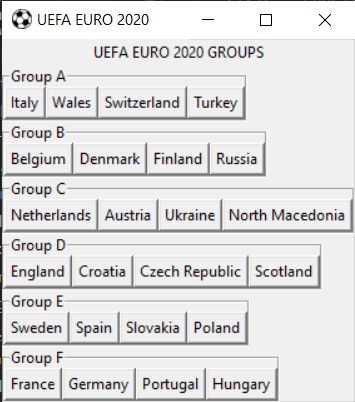 UEFA EURO 2020
UEFA EURO 2020 GROUPS
Group A
Italy Wales Switzerland Turkey
Group B
Belgium Denmark Finland Russia
Group C
Netherlands Austria Ukraine North Macedonia
Group D
England Croatia Czech Republic Scotland
Group E
Sweden Spain Slovakia Poland
Group F
France Germany Portugal Hungary